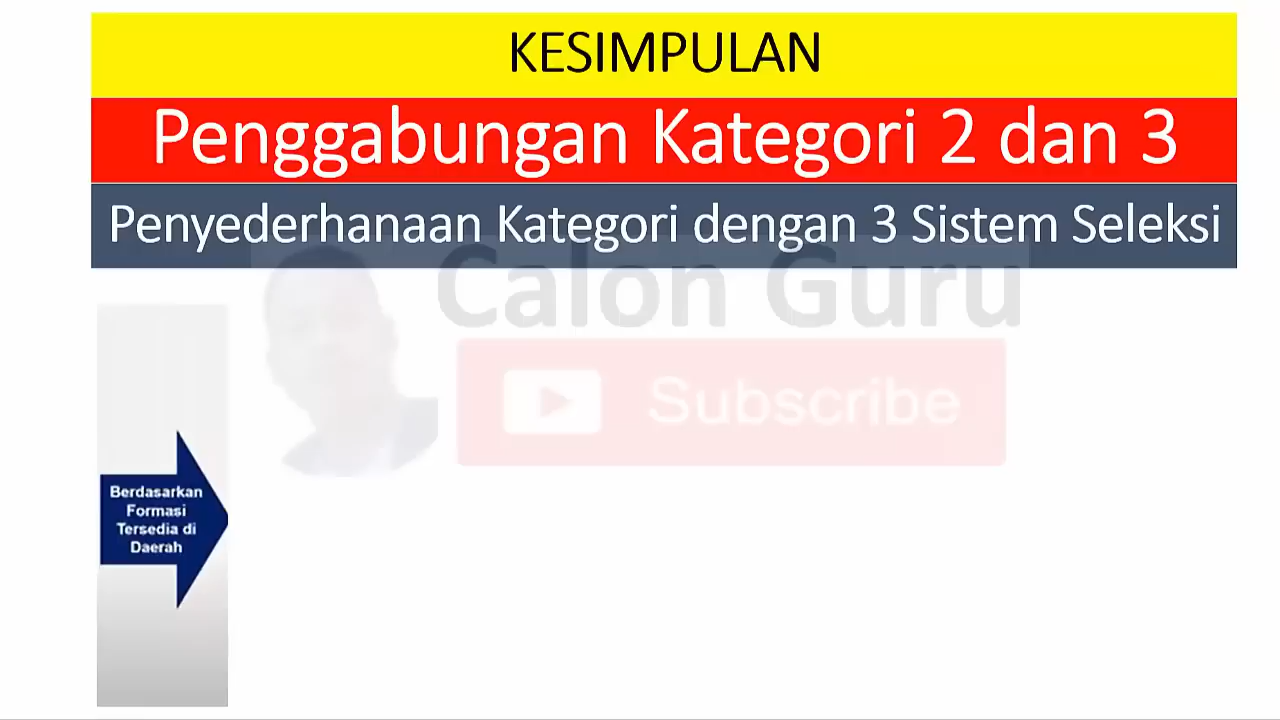 KESIMPULAN
Penggabungan Kategori 2 dan 3
Penyederhanaan Kategori dengan 3 Sistem Seleksi
Calon Guru
Subscribe
Berdasarkan
Formasi
Tersedia di
Daerah